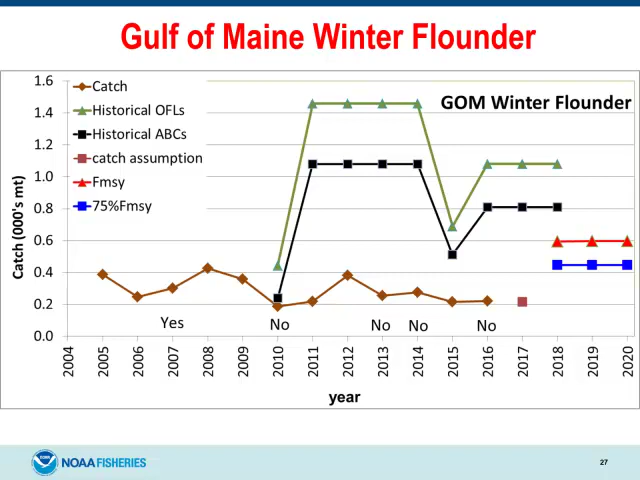 Gulf of Maine Winter Flounder
GOM Winter Flounder
Catch
Historical OFLs
Historical ABCs
catch assumption
Fmsy
75%Fmsy
Catch (000's mt)
1.6
1.4
1.2
1.0
0.8
0.6
0.4
0.2
0.0
Yes No No No No
2004 2005 2006 2007 2008 2009 2010 2011 2012 2013 2014 2015 2016 2017 2018 2019 2020
year
NOAA FISHERIES
27